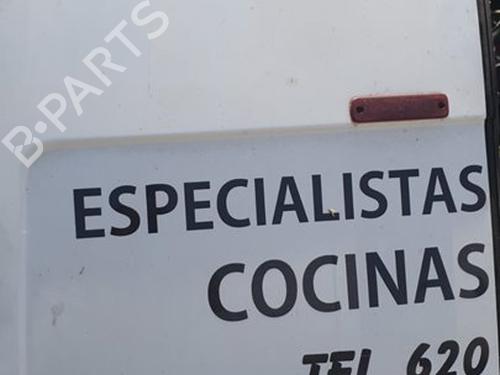 B-PARTS
ESPECIALISTAS
COCINAS
TEL 620